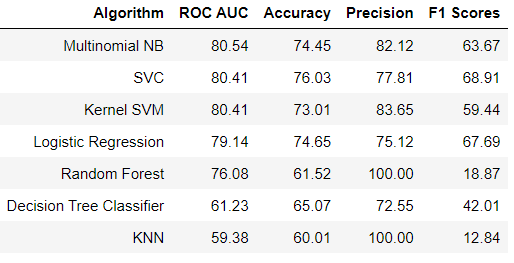 Algorithm ROC AUC Accuracy Precision F1 Scores
Multinomial NB 80.54 74.45 82.12 63.67
SVC 80.41 76.03 77.81 68.91
Kernel SVM 80.41 73.01 83.65 59.44
Logistic Regression 79.14 74.65 75.12 67.69
Random Forest 76.08 61.52 100.00 18.87
Decision Tree Classifier 61.23 65.07 72.55 42.01
KNN 59.38 60.01 100.00 12.84